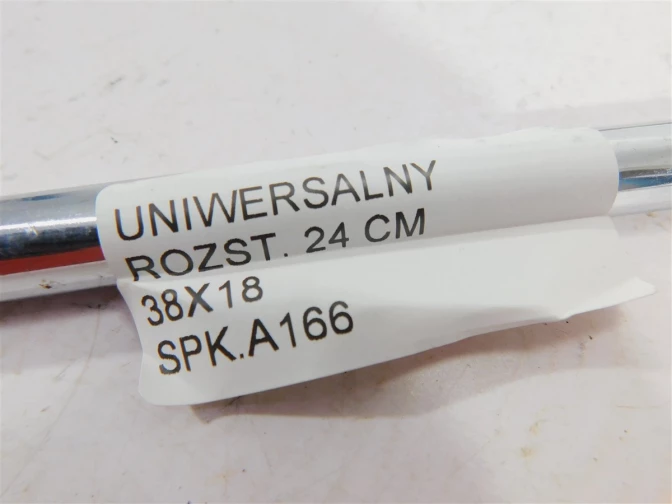 UNIWERSALNY
ROZST. 24 CM
38X18
SPK.A166